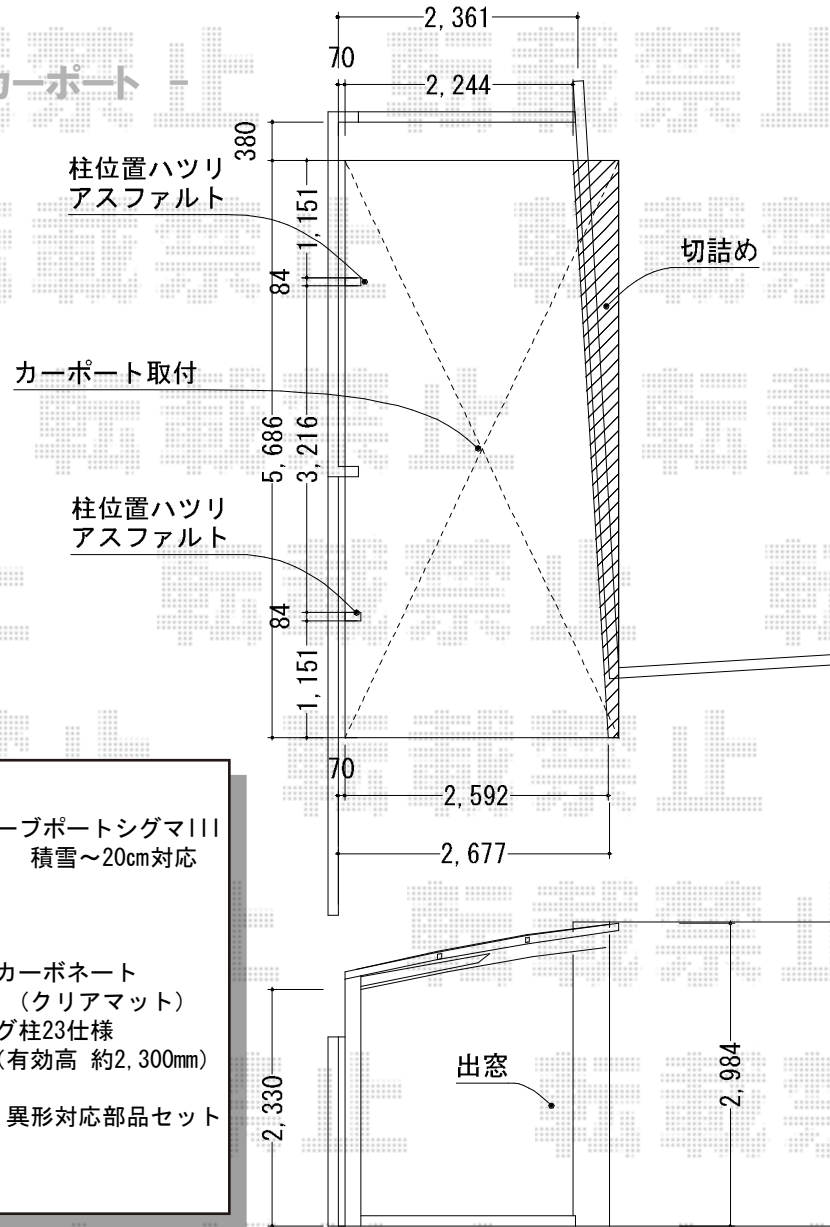 カーポート -
2,361
70
2,244
380
柱位置ハツリ
アスファルト
1,151
84
切詰め
カーポート取付
5,686
3,216
柱位置ハツリ
アスファルト
84
1,151
70
2,592
2,677
ーブポートシグマIII
積雪～20cm対応
カーボネート
(クリアマット)
グ柱23仕様
(有効高 約2,300mm)
異形対応部品セット
2,330
出窓
2,984
転載禁止